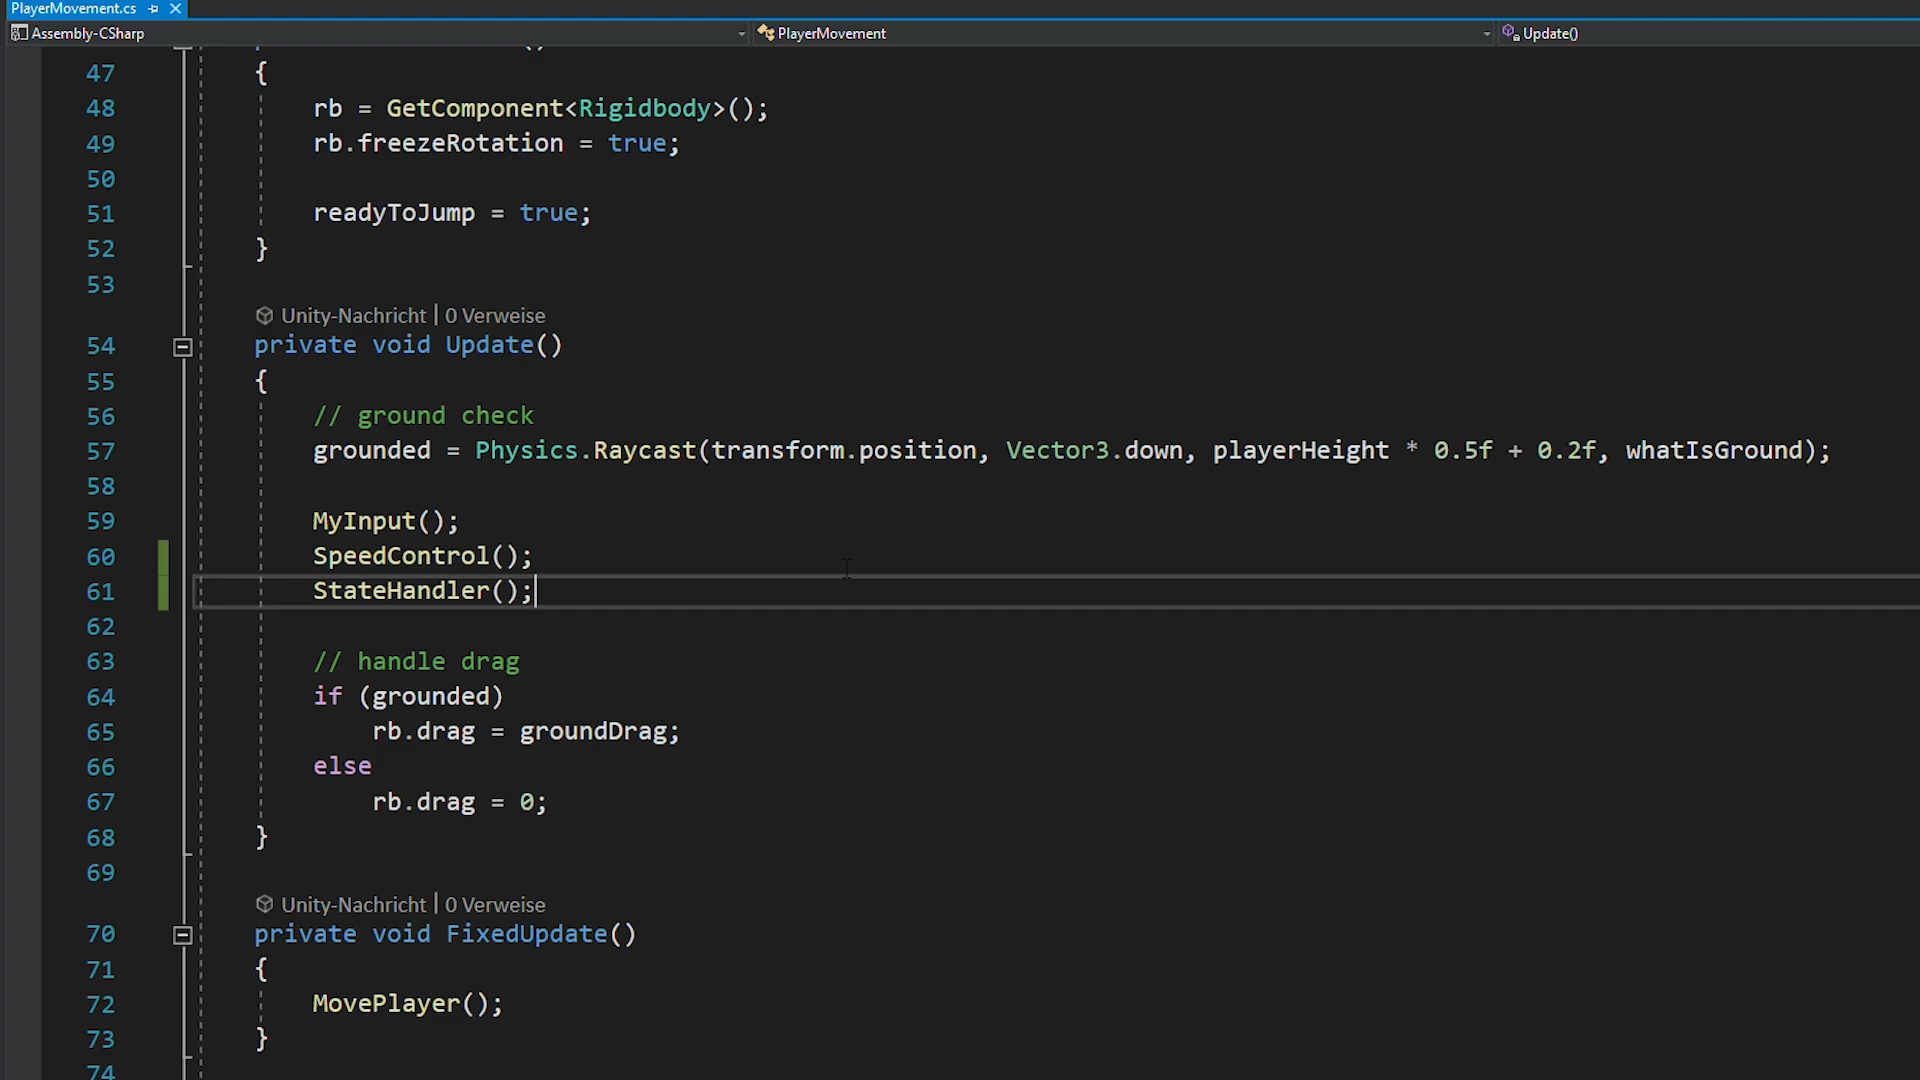 PlayerMovement.cs
Assembly-CSharp PlayerMovement Update()
47 {
48 rb = GetComponent<Rigidbody>();
49 rb.freezeRotation = true;
50
51 readyToJump = true;
52 }
53
Unity-Nachricht | 0 Verweise
54 private void Update()
55 {
56 // ground check
57 grounded = Physics.Raycast(transform.position, Vector3.down, playerHeight * 0.5f + 0.2f, whatIsGround);
58
59 MyInput();
60 SpeedControl();
61 StateHandler();
62
63 // handle drag
64 if (grounded)
65 rb.drag = groundDrag;
66 else
67 rb.drag = 0;
68 }
69
Unity-Nachricht | 0 Verweise
70 private void FixedUpdate()
71 {
72 MovePlayer();
73 }
74